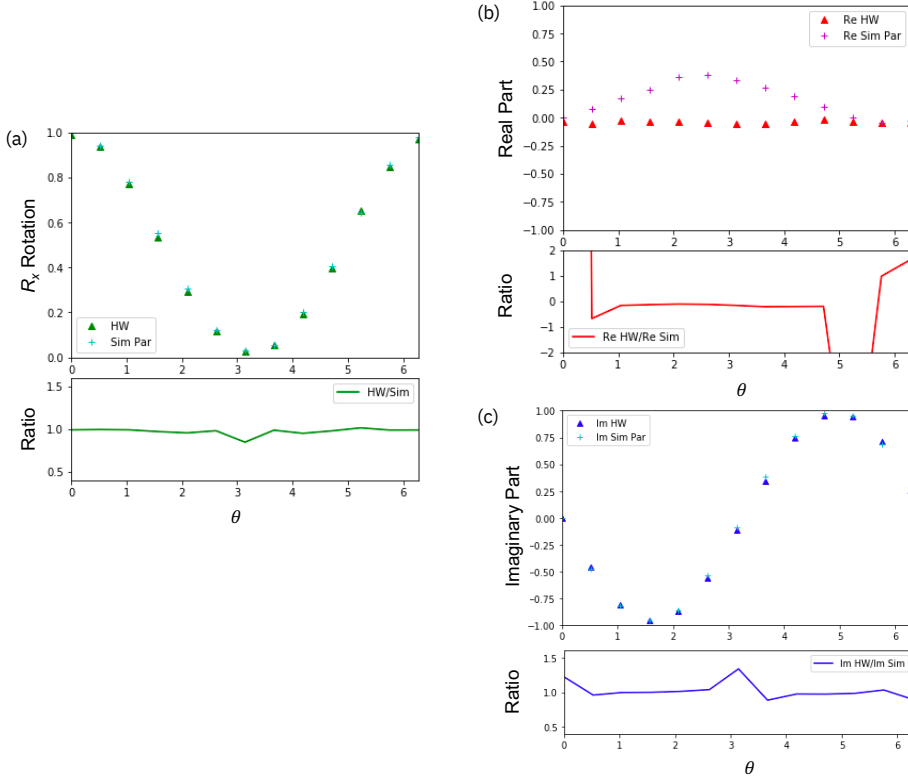 (a)
1.0
0.8
0.6
0.4
0.2
0.0
R_x Rotation
HW
Sim Par
0 1 2 3 4 5 6
1.5
1.0
0.5
Ratio
HW/Sim
0 1 2 3 4 5 6
θ
(b)
1.00
0.75
0.50
0.25
0.00
−0.25
−0.50
−0.75
−1.00
Real Part
Re HW
Re Sim Par
0 1 2 3 4 5 6
2
1
0
−1
−2
Ratio
Re HW/Re Sim
0 1 2 3 4 5 6
θ
(c)
1.00
0.75
0.50
0.25
0.00
−0.25
−0.50
−0.75
−1.00
Imaginary Part
Im HW
Im Sim Par
0 1 2 3 4 5 6
1.5
1.0
0.5
Ratio
Im HW/Im Sim
0 1 2 3 4 5 6
θ